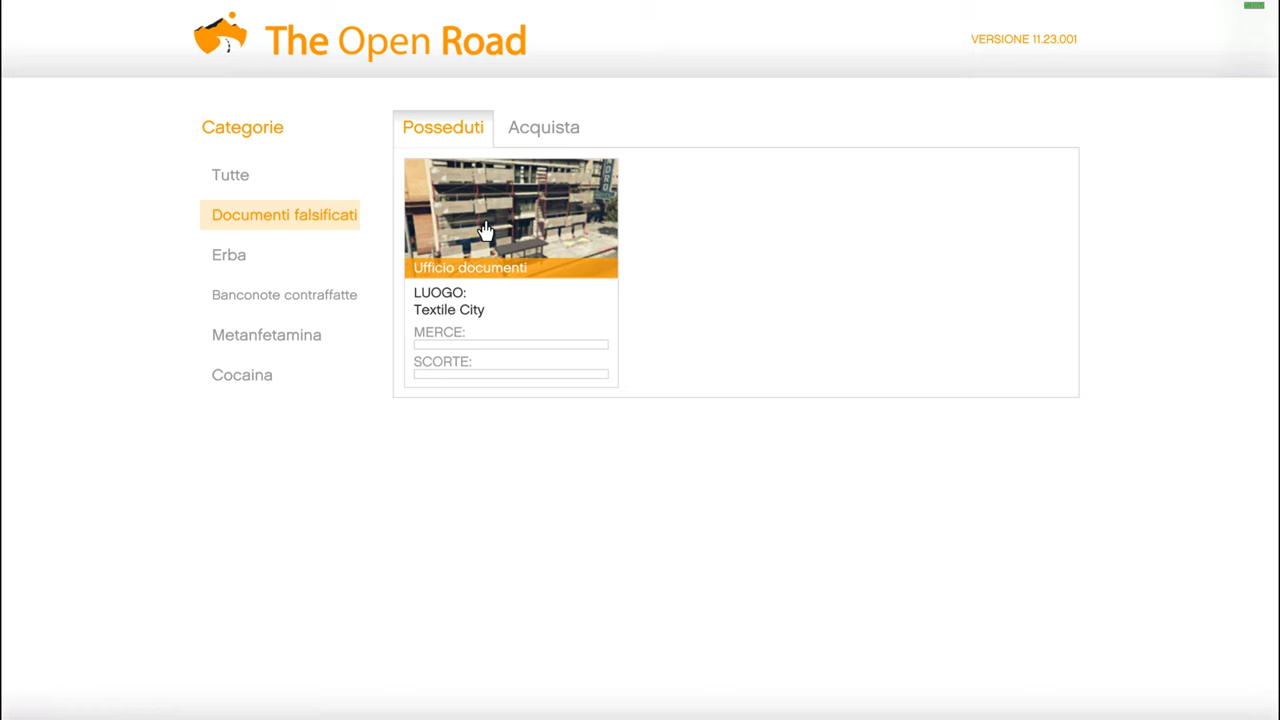 The Open Road
VERSIONE 11.23.001
Categorie
Tutte
Documenti falsificati
Erba
Banconote contraffatte
Metanfetamina
Cocaina
Posseduti
Acquista
Ufficio documenti
LUOGO:
Textile City
MERCE:
SCORTE: